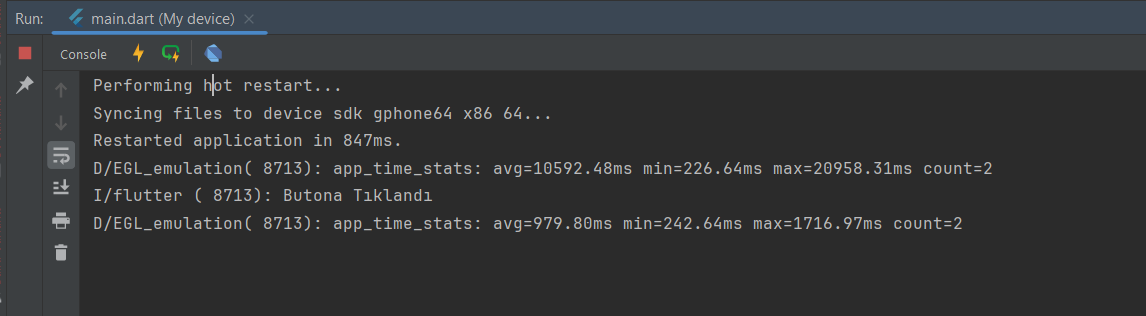 Run: main.dart (My device)
Console
Performing hot restart...
Syncing files to device sdk gphone64 x86 64...
Restarted application in 847ms.
D/EGL_emulation( 8713): app_time_stats: avg=10592.48ms min=226.64ms max=20958.31ms count=2
I/flutter ( 8713): Butona Tıklandı
D/EGL_emulation( 8713): app_time_stats: avg=979.80ms min=242.64ms max=1716.97ms count=2